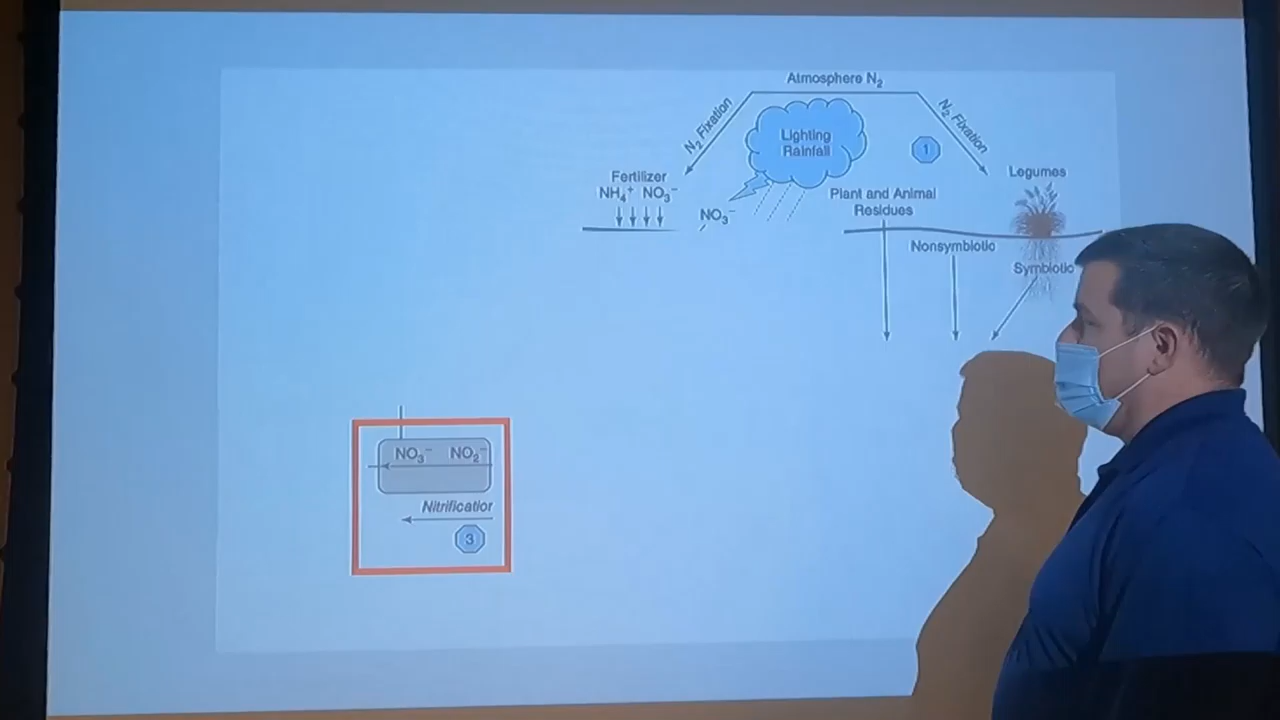 Atmosphere N₂
N₂ Fixation
N₂ Fixation
Lighting
Rainfall
1
Fertilizer
NH₄⁺ NO₃⁻
NO₃⁻
Plant and Animal
Residues
Legumes
Nonsymbiotic
Symbiotic
NO₃⁻ NO₂⁻
Nitrificatior
3